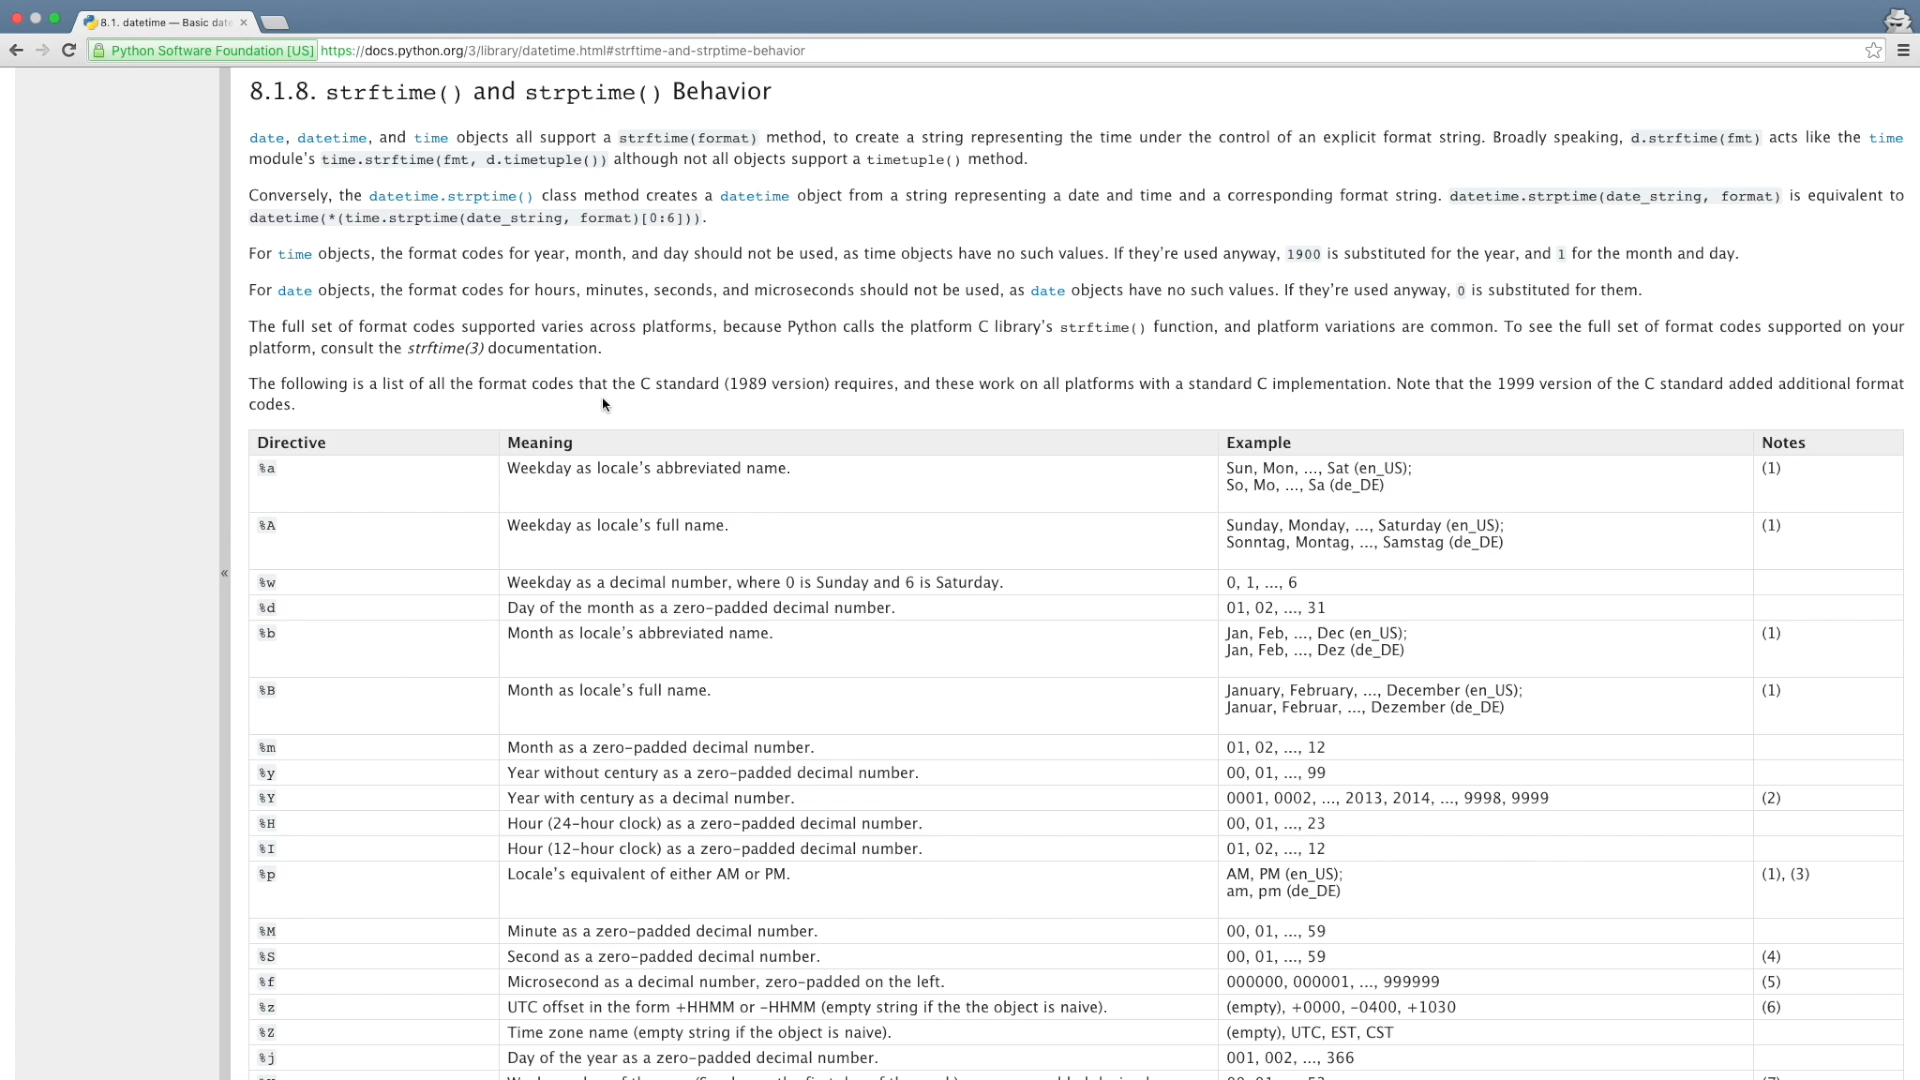 8.1. datetime — Basic date
Python Software Foundation [US] https://docs.python.org/3/library/datetime.html#strftime-and-strptime-behavior
8.1.8. strftime() and strptime() Behavior
date, datetime, and time objects all support a strftime(format) method, to create a string representing the time under the control of an explicit format string. Broadly speaking, d.strftime(fmt) acts like the time
module’s time.strftime(fmt, d.timetuple()) although not all objects support a timetuple() method.
Conversely, the datetime.strptime() class method creates a datetime object from a string representing a date and time and a corresponding format string. datetime.strptime(date_string, format) is equivalent to
datetime(*(time.strptime(date_string, format)[0:6])).
For time objects, the format codes for year, month, and day should not be used, as time objects have no such values. If they’re used anyway, 1900 is substituted for the year, and 1 for the month and day.
For date objects, the format codes for hours, minutes, seconds, and microseconds should not be used, as date objects have no such values. If they’re used anyway, 0 is substituted for them.
The full set of format codes supported varies across platforms, because Python calls the platform C library’s strftime() function, and platform variations are common. To see the full set of format codes supported on your
platform, consult the strftime(3) documentation.
The following is a list of all the format codes that the C standard (1989 version) requires, and these work on all platforms with a standard C implementation. Note that the 1999 version of the C standard added additional format
codes.
Directive Meaning Example Notes
%a Weekday as locale’s abbreviated name. Sun, Mon, ..., Sat (en_US); (1)
So, Mo, ..., Sa (de_DE)
%A Weekday as locale’s full name. Sunday, Monday, ..., Saturday (en_US); (1)
Sonntag, Montag, ..., Samstag (de_DE)
«
%w Weekday as a decimal number, where 0 is Sunday and 6 is Saturday. 0, 1, ..., 6
%d Day of the month as a zero-padded decimal number. 01, 02, ..., 31
%b Month as locale’s abbreviated name. Jan, Feb, ..., Dec (en_US); (1)
Jan, Feb, ..., Dez (de_DE)
%B Month as locale’s full name. January, February, ..., December (en_US); (1)
Januar, Februar, ..., Dezember (de_DE)
%m Month as a zero-padded decimal number. 01, 02, ..., 12
%y Year without century as a zero-padded decimal number. 00, 01, ..., 99
%Y Year with century as a decimal number. 0001, 0002, ..., 2013, 2014, ..., 9998, 9999 (2)
%H Hour (24-hour clock) as a zero-padded decimal number. 00, 01, ..., 23
%I Hour (12-hour clock) as a zero-padded decimal number. 01, 02, ..., 12
%p Locale’s equivalent of either AM or PM. AM, PM (en_US); (1), (3)
am, pm (de_DE)
%M Minute as a zero-padded decimal number. 00, 01, ..., 59
%S Second as a zero-padded decimal number. 00, 01, ..., 59 (4)
%f Microsecond as a decimal number, zero-padded on the left. 000000, 000001, ..., 999999 (5)
%z UTC offset in the form +HHMM or -HHMM (empty string if the the object is naive). (empty), +0000, -0400, +1030 (6)
%Z Time zone name (empty string if the object is naive). (empty), UTC, EST, CST
%j Day of the year as a zero-padded decimal number. 001, 002, ..., 366